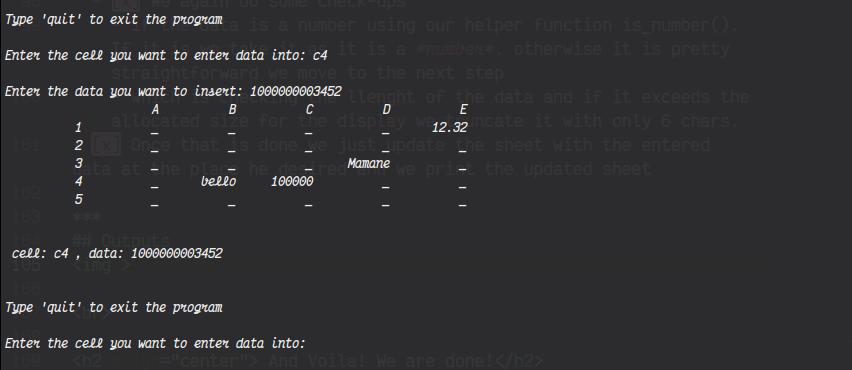 Type 'quit' to exit the program
Enter the cell you want to enter data into: c4
Enter the data you want to insert: 1000000003452
A B C D E
1 _ _ _ _ 12.32
2 _ _ _ _ _
3 _ _ _ Mamane _
4 _ bello 100000 _ _
5 _ _ _ _ _
cell: c4 , data: 1000000003452
Type 'quit' to exit the program
Enter the cell you want to enter data into: